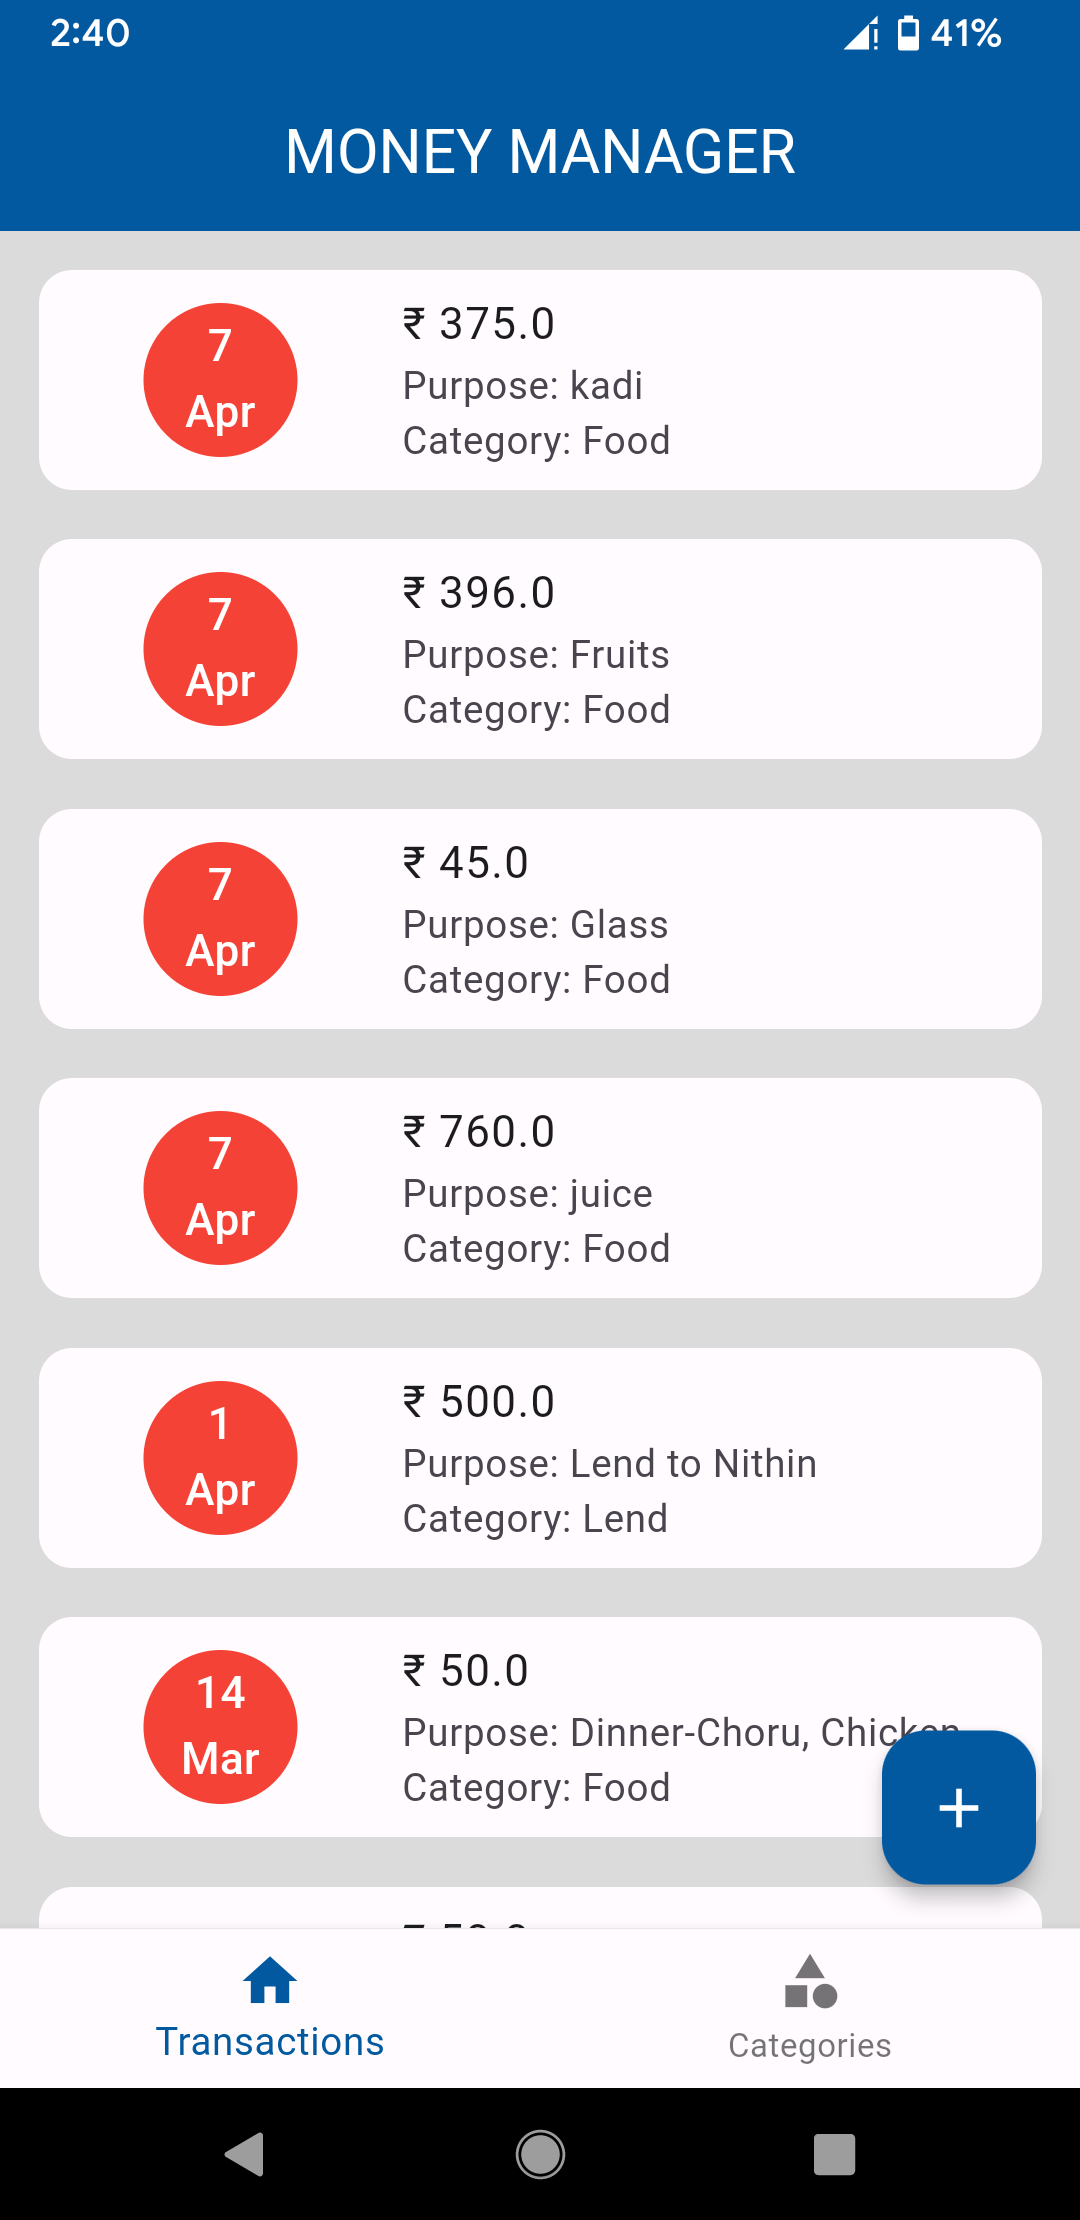 2:40 41%
MONEY MANAGER
7
Apr
₹ 375.0
Purpose: kadi
Category: Food
7
Apr
₹ 396.0
Purpose: Fruits
Category: Food
7
Apr
₹ 45.0
Purpose: Glass
Category: Food
7
Apr
₹ 760.0
Purpose: juice
Category: Food
1
Apr
₹ 500.0
Purpose: Lend to Nithin
Category: Lend
14
Mar
₹ 50.0
Purpose: Dinner-Choru, Chicken
Category: Food
Transactions
Categories